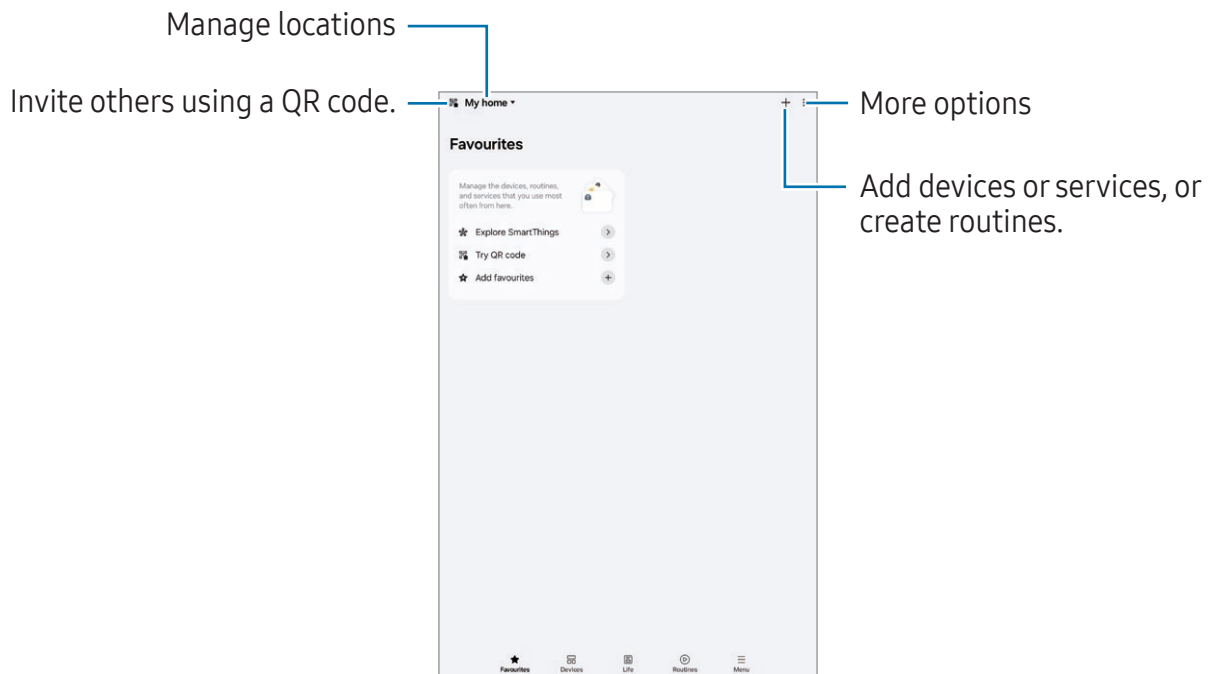 Manage locations
Invite others using a QR code.
My home
More options
Favourites
Add devices or services, or
create routines.
Manage the devices, routines,
and services that you use most
often from here.
Explore SmartThings
Try QR code
Add favourites
Favourites Devices Life Routines Menu